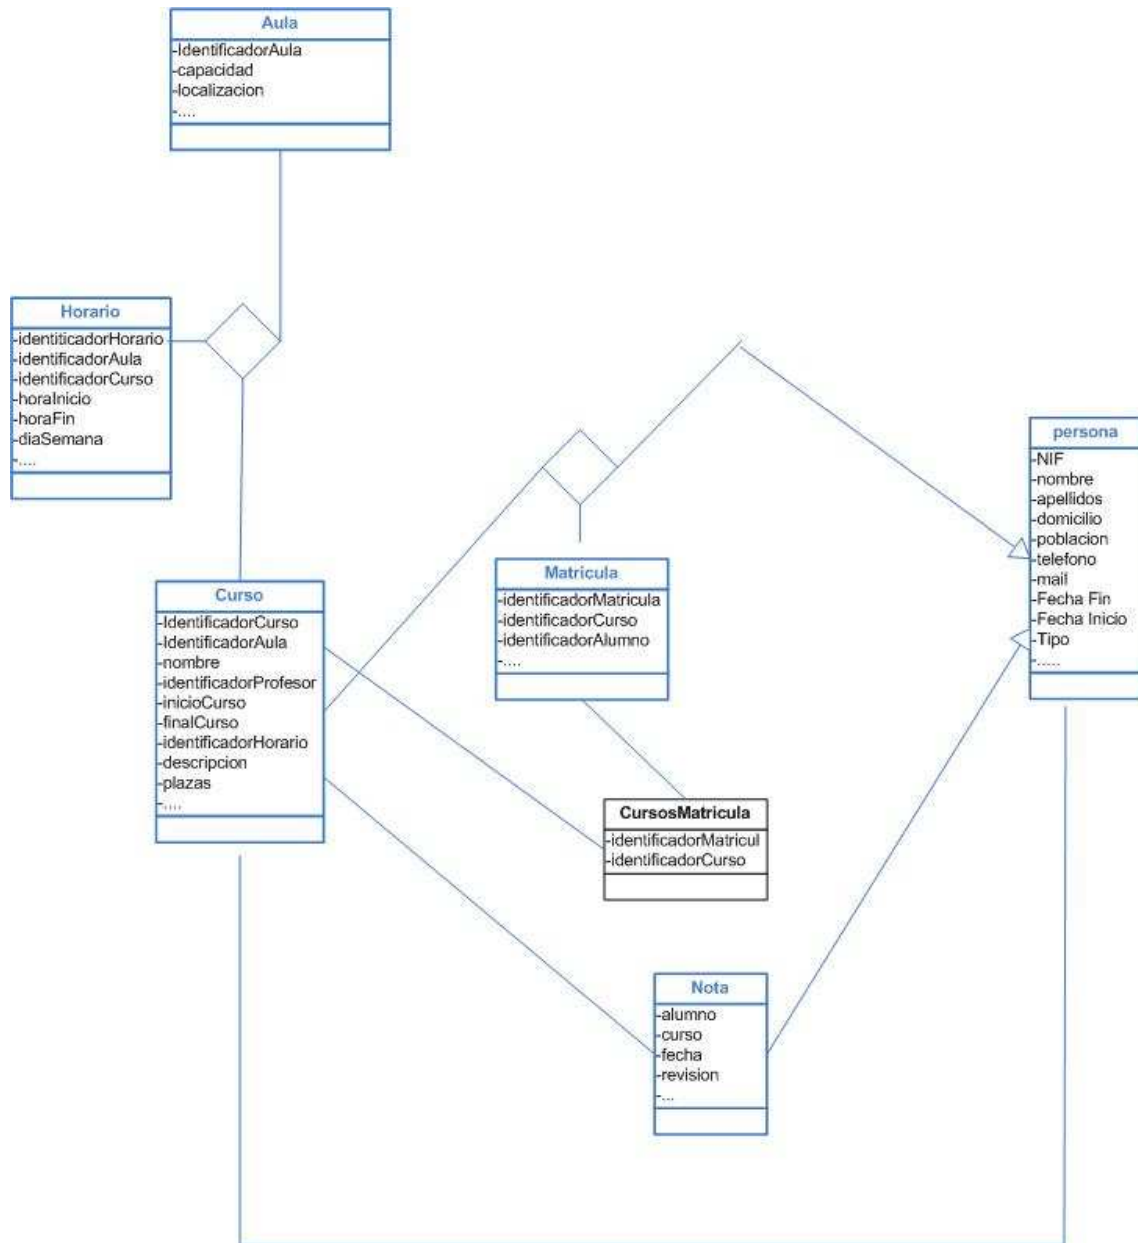 Aula
-IdentificadorAula
-capacidad
-localizacion
-....
Horario
-identiticadorHorario
-identificadorAula
-identificadorCurso
-horaInicio
-horaFin
-diaSemana
-....
persona
-NIF
-nombre
-apellidos
-domicilio
-poblacion
-telefono
-mail
-Fecha Fin
-Fecha Inicio
-Tipo
-.....
Curso
-IdentificadorCurso
-IdentificadorAula
-nombre
-identificadorProfesor
-inicioCurso
-finalCurso
-identificadorHorario
-descripcion
-plazas
-....
Matricula
-identificadorMatricula
-identificadorCurso
-identificadorAlumno
-....
CursosMatricula
-identificadorMatricul
-identificadorCurso
Nota
-alumno
-curso
-fecha
-revision
-...